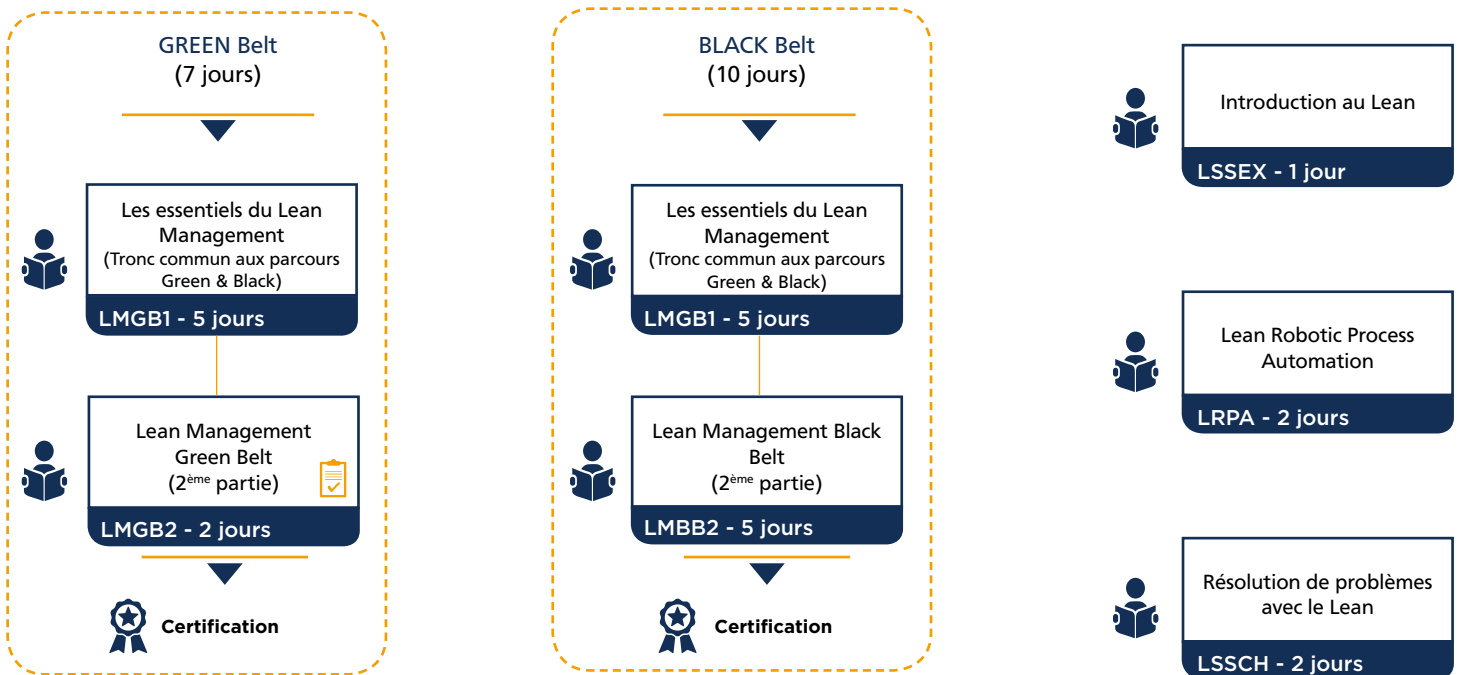 GREEN Belt
(7 jours)
Les essentiels du Lean
Management
(Tronc commun aux parcours
Green & Black)
LMGB1 - 5 jours
Lean Management
Green Belt
(2ème partie)
LMGB2 - 2 jours
Certification
BLACK Belt
(10 jours)
Les essentiels du Lean
Management
(Tronc commun aux parcours
Green & Black)
LMGB1 - 5 jours
Lean Management Black
Belt
(2ème partie)
LMBB2 - 5 jours
Certification
Introduction au Lean
LSSEX - 1 jour
Lean Robotic Process
Automation
LRPA - 2 jours
Résolution de problèmes
avec le Lean
LSSCH - 2 jours